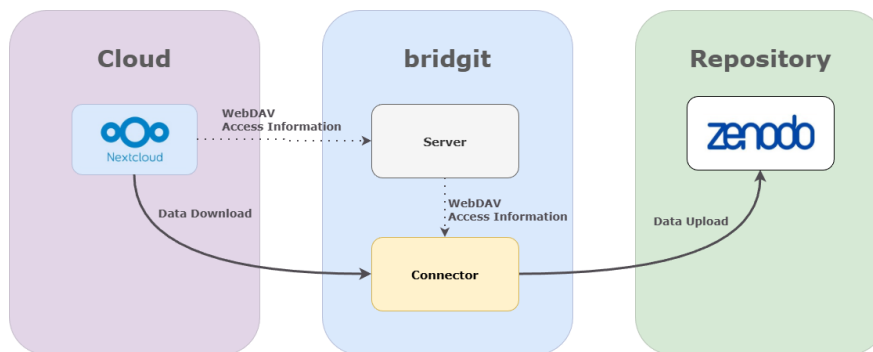 Cloud
bridgit
Repository
WebDAV
Access Information
Nextcloud
Server
zenodo
WebDAV
Access Information
Data Download
Data Upload
Connector